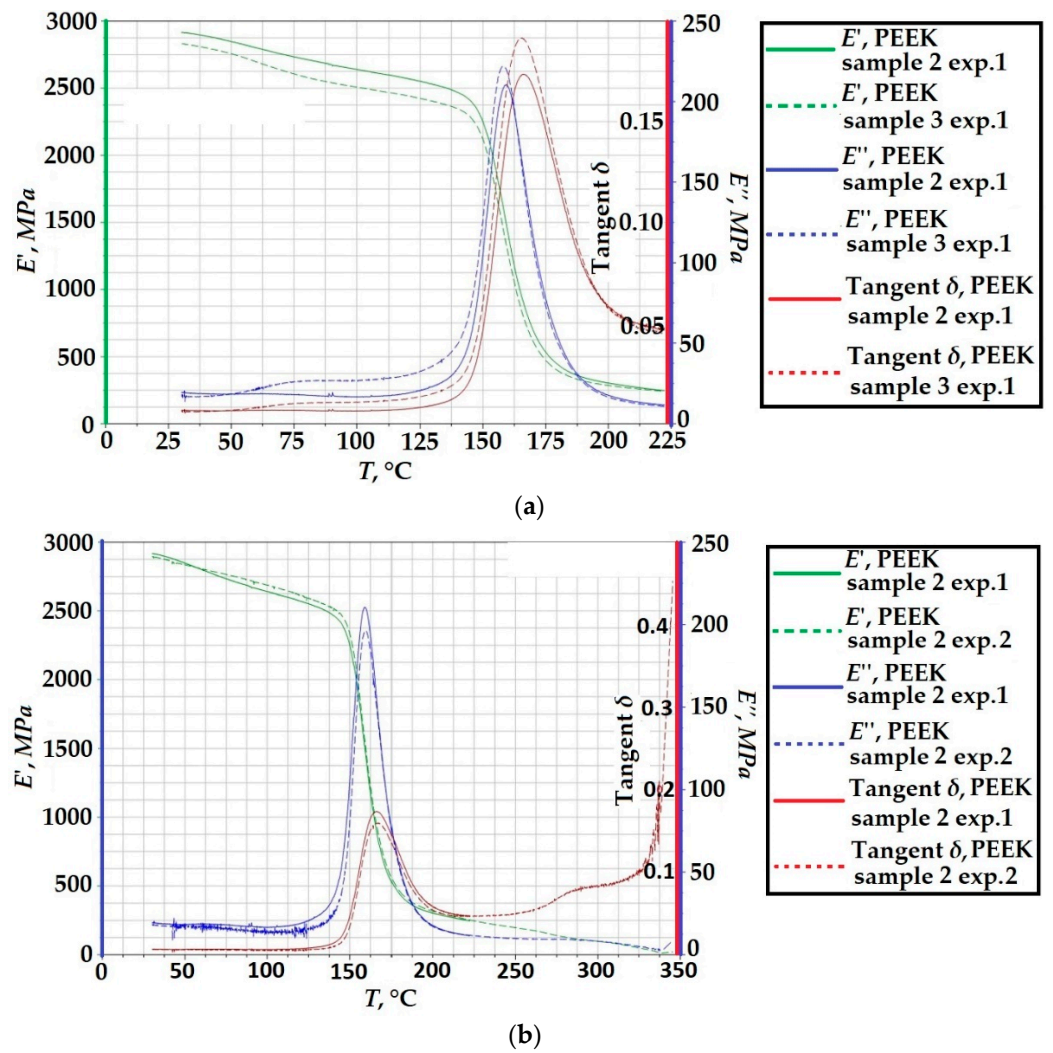 3000
2500
2000
1500
1000
500
0
E', MPa
0 25 50 75 100 125 150 175 200 225
T, °C
250
200
150
100
50
0
E'', MPa
0.15
0.10
0.05
Tangent δ
E', PEEK
sample 2 exp.1
E', PEEK
sample 3 exp.1
E'', PEEK
sample 2 exp.1
E'', PEEK
sample 3 exp.1
Tangent δ, PEEK
sample 2 exp.1
Tangent δ, PEEK
sample 3 exp.1
(a)
3000
2500
2000
1500
1000
500
0
E', MPa
0 50 100 150 200 250 300 350
T, °C
250
200
150
100
50
0
E'', MPa
0.4
0.3
0.2
0.1
Tangent δ
E', PEEK
sample 2 exp.1
E', PEEK
sample 2 exp.2
E'', PEEK
sample 2 exp.1
E'', PEEK
sample 2 exp.2
Tangent δ, PEEK
sample 2 exp.1
Tangent δ, PEEK
sample 2 exp.2
(b)